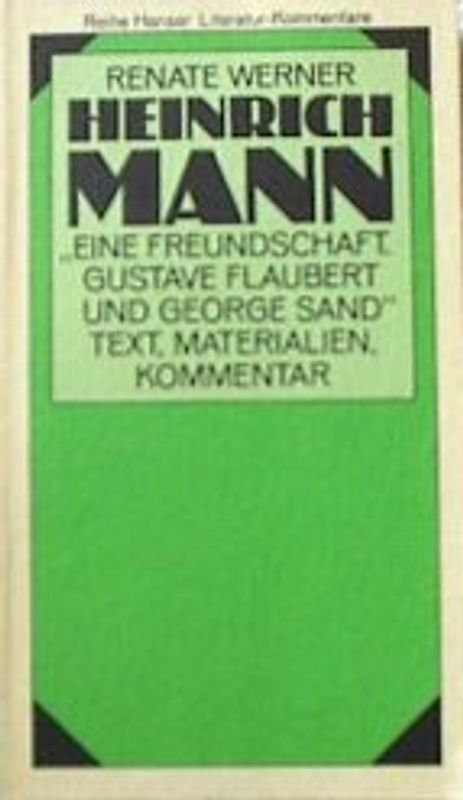 Reihe Hanser Literatur-Kommentare
RENATE WERNER
HEINRICH
MANN
„EINE FREUNDSCHAFT.
GUSTAVE FLAUBERT
UND GEORGE SAND"
TEXT, MATERIALIEN,
KOMMENTAR